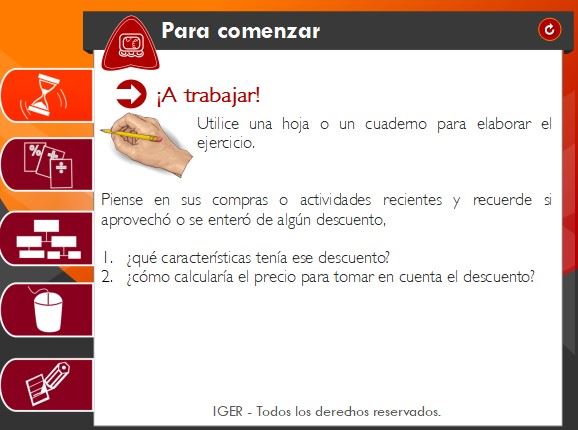 Para comenzar
¡A trabajar!
Utilice una hoja o un cuaderno para elaborar el
ejercicio.
Piense en sus compras o actividades recientes y recuerde si
aprovechó o se enteró de algún descuento,
1. ¿qué características tenía ese descuento?
2. ¿cómo calcularía el precio para tomar en cuenta el descuento?
IGER - Todos los derechos reservados.